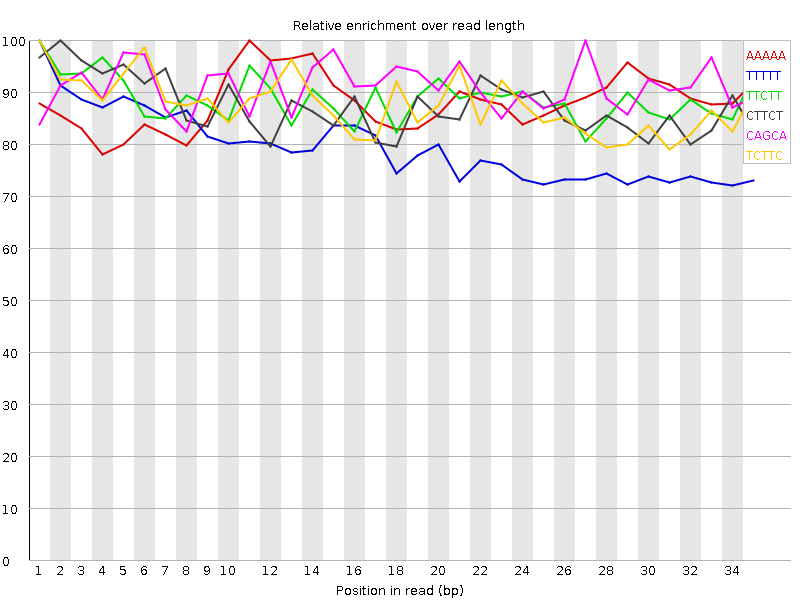 Relative enrichment over read length
100
90
80
70
60
50
40
30
20
10
0
AAAAA
TTTTT
TTCTT
CTTCT
CAGCA
TCTTC
1 2 3 4 5 6 7 8 9 10 12 14 16 18 20 22 24 26 28 30 32 34
Position in read (bp)